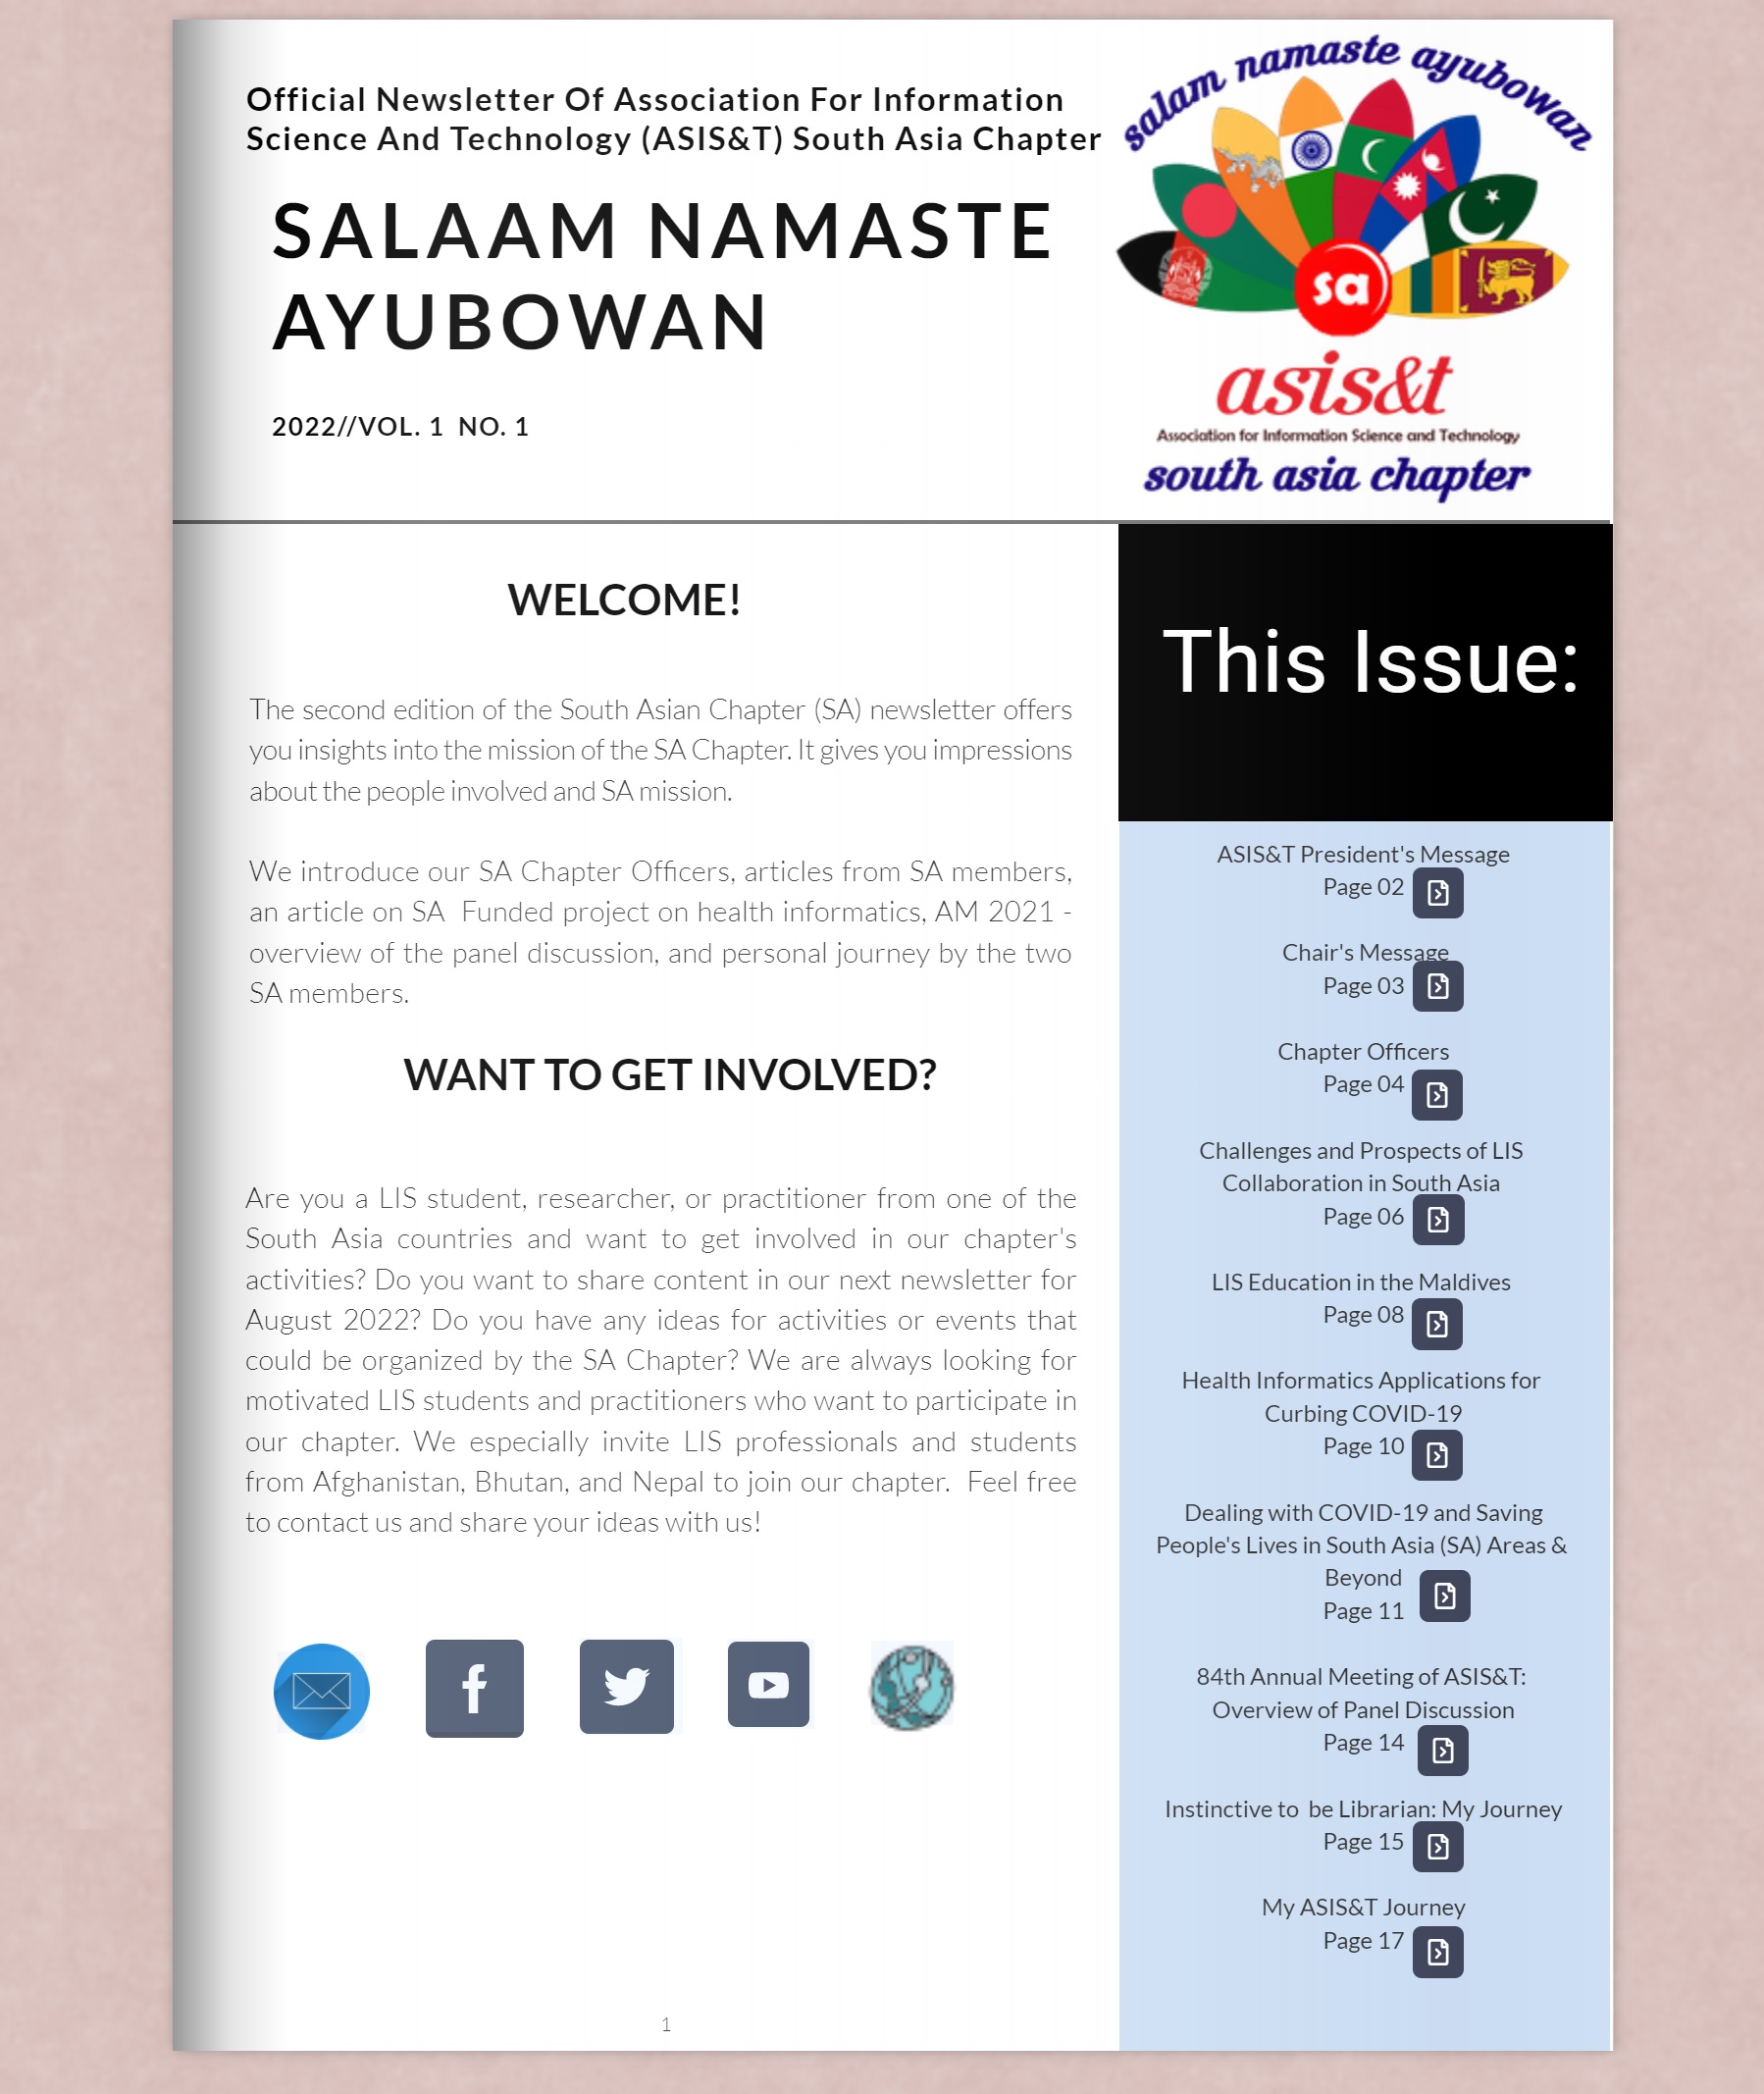 Official Newsletter Of Association For Information
Science And Technology (ASIS&T) South Asia Chapter
SALAAM NAMASTE
AYUBOWAN
2022//VOL. 1 NO. 1
salam namaste ayubowan
sa
asis&t
Association for Information Science and Technology
south asia chapter
WELCOME!
The second edition of the South Asian Chapter (SA) newsletter offers
you insights into the mission of the SA Chapter. It gives you impressions
about the people involved and SA mission.
We introduce our SA Chapter Officers, articles from SA members,
an article on SA Funded project on health informatics, AM 2021 -
overview of the panel discussion, and personal journey by the two
SA members.
WANT TO GET INVOLVED?
Are you a LIS student, researcher, or practitioner from one of the
South Asia countries and want to get involved in our chapter's
activities? Do you want to share content in our next newsletter for
August 2022? Do you have any ideas for activities or events that
could be organized by the SA Chapter? We are always looking for
motivated LIS students and practitioners who want to participate in
our chapter. We especially invite LIS professionals and students
from Afghanistan, Bhutan, and Nepal to join our chapter. Feel free
to contact us and share your ideas with us!
This Issue:
ASIS&T President's Message
Page 02
Chair's Message
Page 03
Chapter Officers
Page 04
Challenges and Prospects of LIS
Collaboration in South Asia
Page 06
LIS Education in the Maldives
Page 08
Health Informatics Applications for
Curbing COVID-19
Page 10
Dealing with COVID-19 and Saving
People's Lives in South Asia (SA) Areas &
Beyond
Page 11
84th Annual Meeting of ASIS&T:
Overview of Panel Discussion
Page 14
Instinctive to be Librarian: My Journey
Page 15
My ASIS&T Journey
Page 17
1